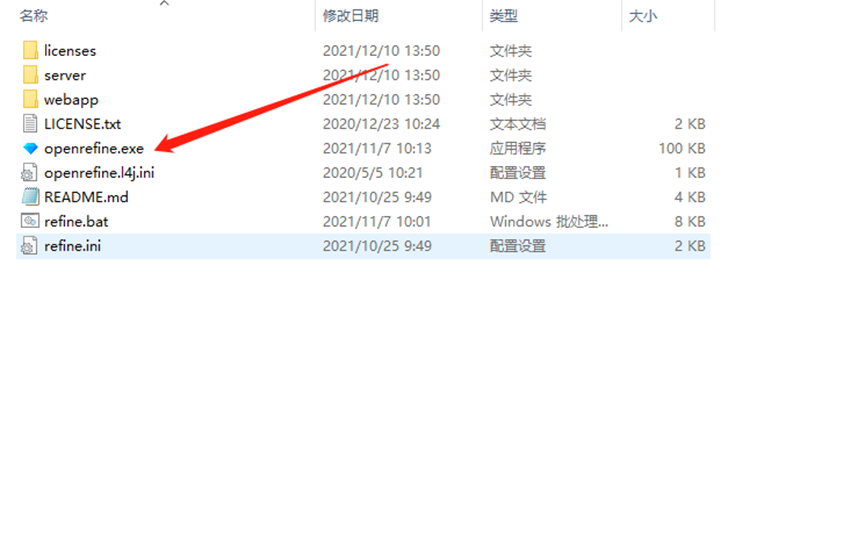 名称 修改日期 类型 大小
licenses 2021/12/10 13:50 文件夹
server 2021/12/10 13:50 文件夹
webapp 2021/12/10 13:50 文件夹
LICENSE.txt 2020/12/23 10:24 文本文档 2 KB
openrefine.exe 2021/11/7 10:13 应用程序 100 KB
openrefine.l4j.ini 2020/5/5 10:21 配置设置 1 KB
README.md 2021/10/25 9:49 MD 文件 4 KB
refine.bat 2021/11/7 10:01 Windows 批处理... 8 KB
refine.ini 2021/10/25 9:49 配置设置 2 KB